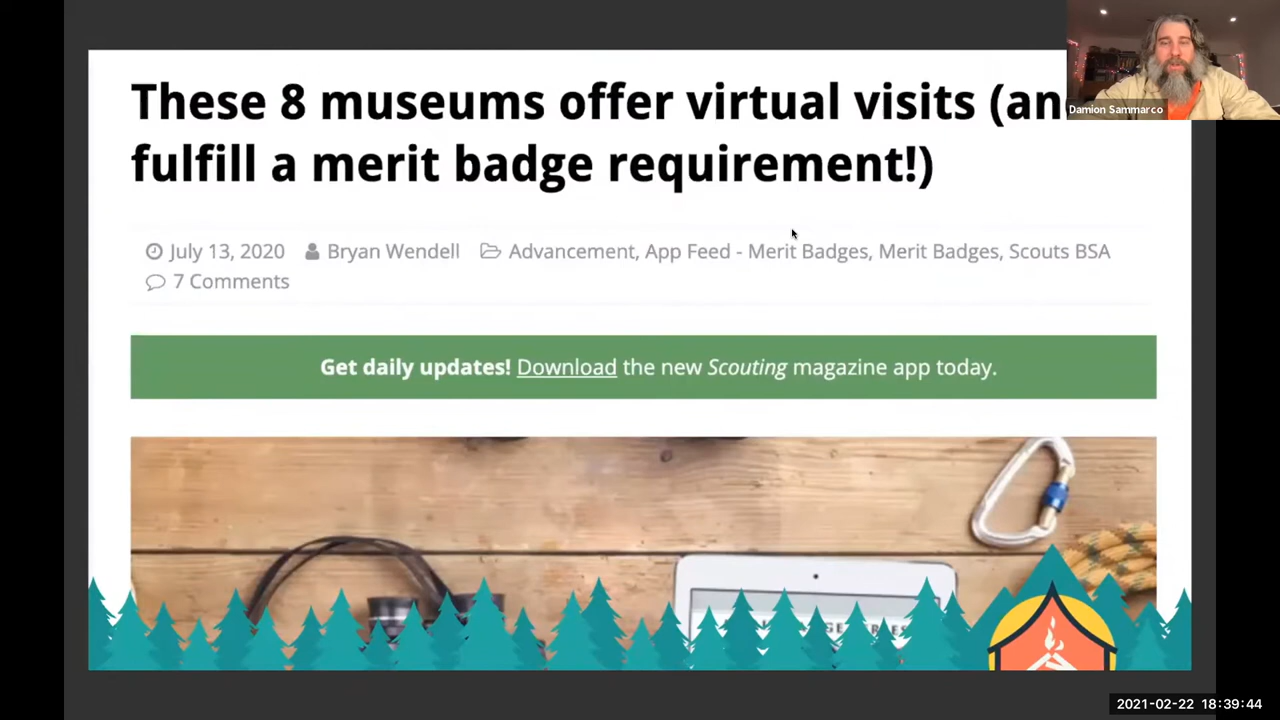 These 8 museums offer virtual visits (an
fulfill a merit badge requirement!)
Damion Sammarco
July 13, 2020 Bryan Wendell Advancement, App Feed - Merit Badges, Merit Badges, Scouts BSA
7 Comments
Get daily updates! Download the new Scouting magazine app today.
2021-02-22 18:39:44